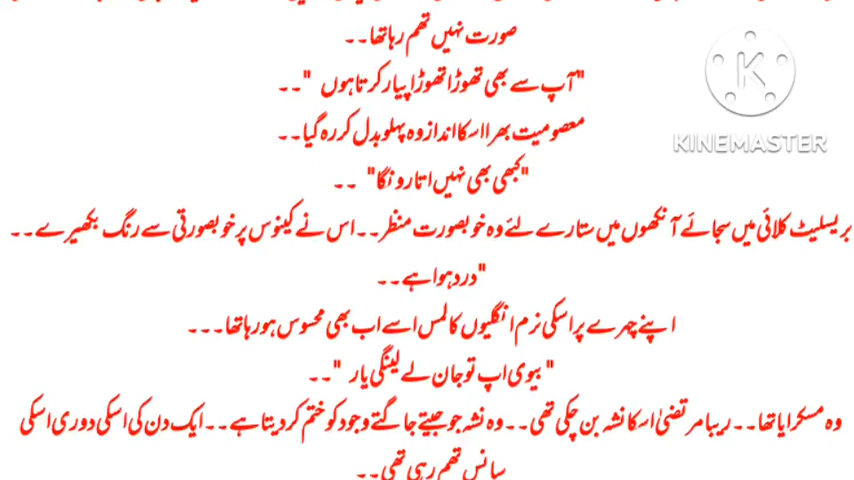 صورت نہیں تھم رہا تھا۔۔
"آپ سے بھی تھوڑا تھوڑا پیار کرتا ہوں "۔۔
معصومیت بھرا اسکا انداز وہ پہلو بدل کر رہ گیا۔۔
"کبھی بھی نہیں اتارونگا" ۔۔
بریسلیٹ کلائی میں سجائے آنکھوں میں ستارے لئے وہ خوبصورت منظر۔۔اس نے کینوس پر خوبصورتی سے رنگ بکھیرے۔۔
"درد ہوا ہے۔۔
اپنے چہرے پر اسکی نرم انگلیوں کا لمس اسے اب بھی محسوس ہو رہا تھا۔۔۔
"بیوی اپ تو جان لے لینگی یار "۔۔
وہ مسکرایا تھا۔۔ریبا مرتضیٰ اسکا نشہ بن چکی تھی۔۔وہ نشہ جو جیتے جاگتے وجود کو ختم کر دیتا ہے۔۔ایک دن کی اسکی دوری اسکی
سانس تھم رہی تھی۔۔
KINEMASTER